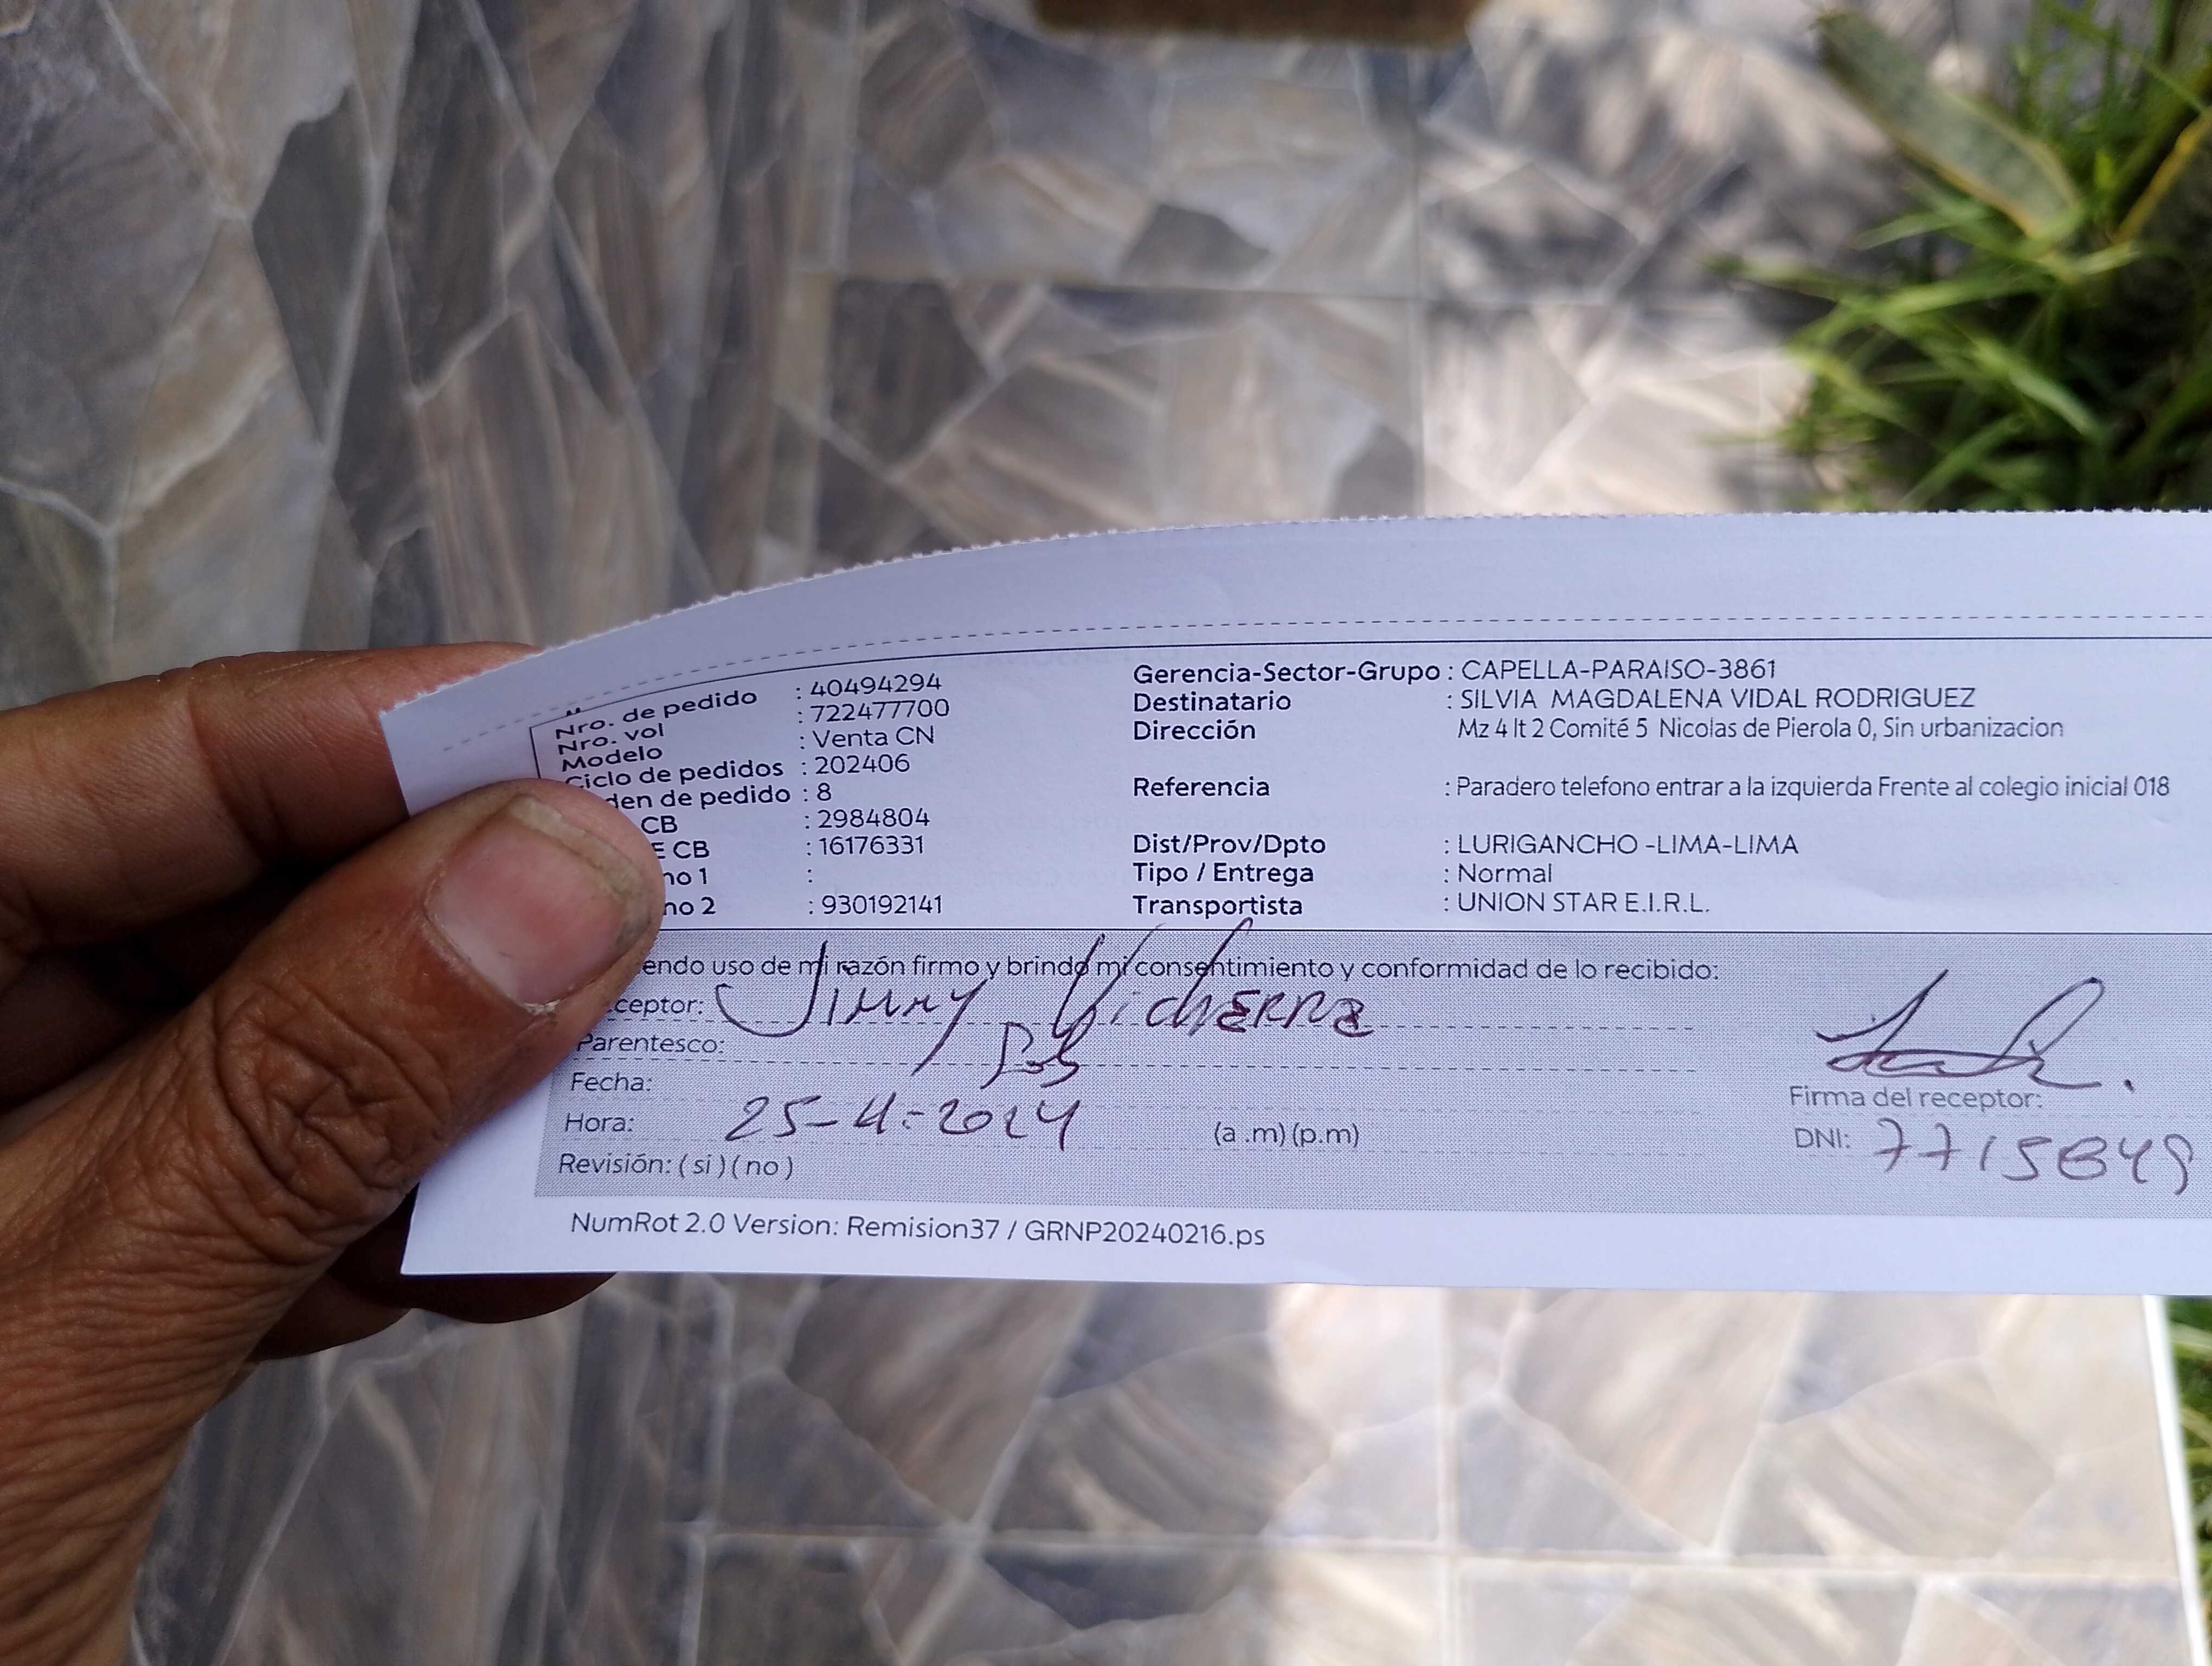 Nro. de pedido : 40494294
Nro. vol : 722477700
Modelo : Venta CN
Ciclo de pedidos : 202406
den de pedido : 8
CB : 2984804
E CB : 16176331
no 1 :
no 2 : 930192141
Gerencia-Sector-Grupo : CAPELLA-PARAISO-3861
Destinatario : SILVIA MAGDALENA VIDAL RODRIGUEZ
Dirección Mz 4 lt 2 Comité 5 Nicolas de Pierola 0, Sin urbanizacion
Referencia : Paradero telefono entrar a la izquierda Frente al colegio inicial 018
Dist/Prov/Dpto : LURIGANCHO -LIMA-LIMA
Tipo / Entrega : Normal
Transportista : UNION STAR E.I.R.L.
endo uso de mi razón firmo y brindo mi consentimiento y conformidad de lo recibido:
ceptor: Jimmy
Parentesco:
Fecha:
Hora: 25-4-2024 (a .m) (p.m)
Revisión: ( si ) ( no )
Firma del receptor:
DNI: 7715849
NumRot 2.0 Version: Remision37 / GRNP20240216.ps